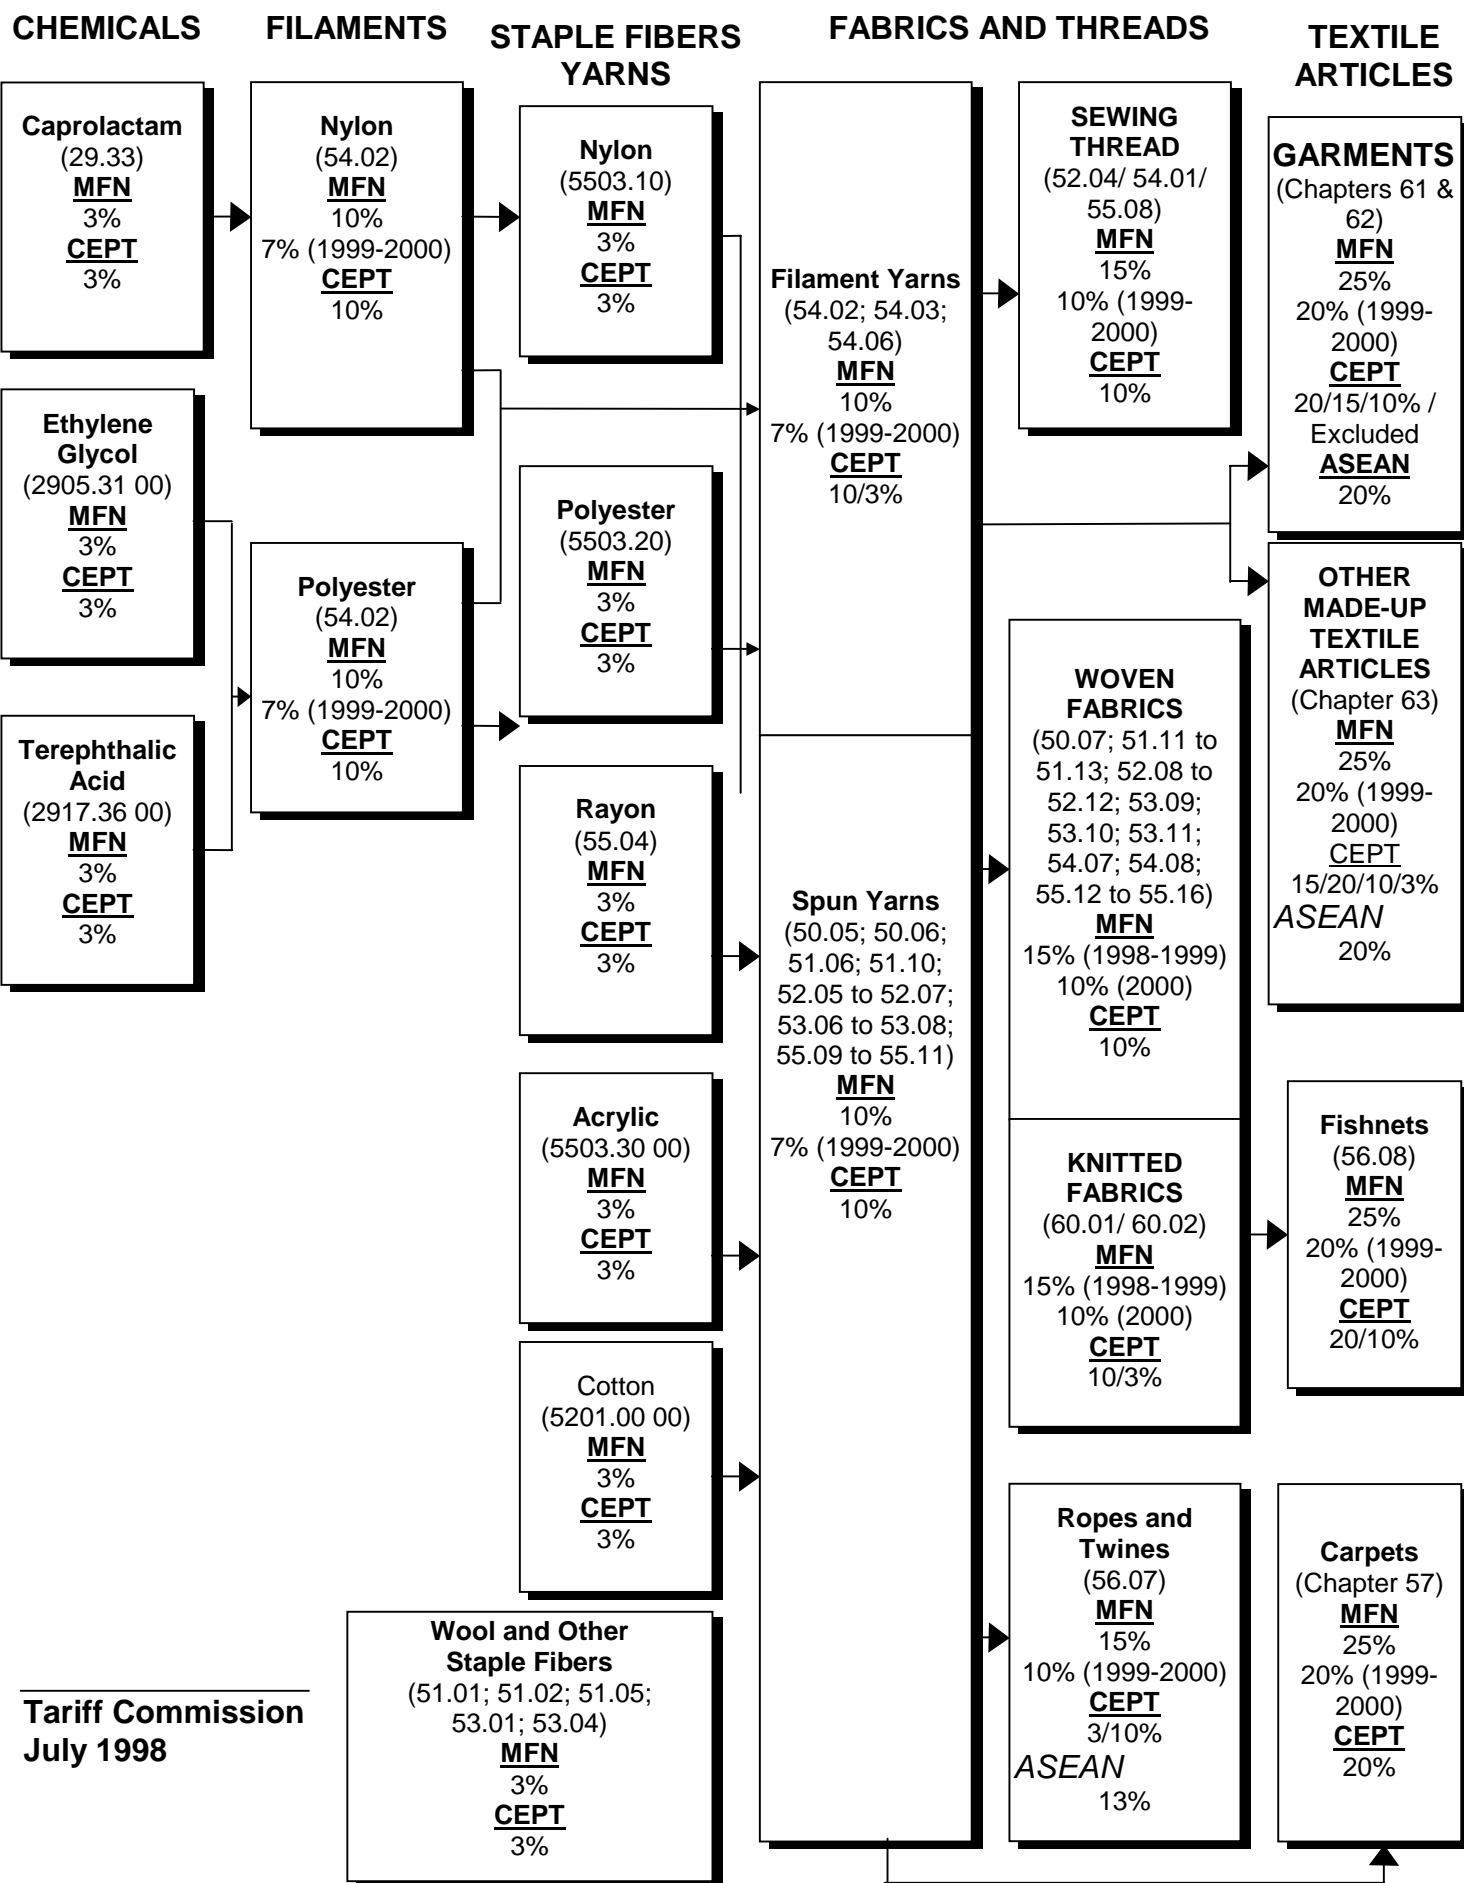 CHEMICALS
FILAMENTS
STAPLE FIBERS
YARNS
FABRICS AND THREADS
TEXTILE
ARTICLES
Caprolactam
(29.33)
MFN
3%
CEPT
3%
Ethylene
Glycol
(2905.31 00)
MFN
3%
CEPT
3%
Terephthalic
Acid
(2917.36 00)
MFN
3%
CEPT
3%
Nylon
(54.02)
MFN
10%
7% (1999-2000)
CEPT
10%
Polyester
(54.02)
MFN
10%
7% (1999-2000)
CEPT
10%
Nylon
(5503.10)
MFN
3%
CEPT
3%
Polyester
(5503.20)
MFN
3%
CEPT
3%
Rayon
(55.04)
MFN
3%
CEPT
3%
Acrylic
(5503.30 00)
MFN
3%
CEPT
3%
Cotton
(5201.00 00)
MFN
3%
CEPT
3%
Wool and Other
Staple Fibers
(51.01; 51.02; 51.05;
53.01; 53.04)
MFN
3%
CEPT
3%
Filament Yarns
(54.02; 54.03;
54.06)
MFN
10%
7% (1999-2000)
CEPT
10/3%
Spun Yarns
(50.05; 50.06;
51.06; 51.10;
52.05 to 52.07;
53.06 to 53.08;
55.09 to 55.11)
MFN
10%
7% (1999-2000)
CEPT
10%
SEWING
THREAD
(52.04/ 54.01/
55.08)
MFN
15%
10% (1999-
2000)
CEPT
10%
WOVEN
FABRICS
(50.07; 51.11 to
51.13; 52.08 to
52.12; 53.09;
53.10; 53.11;
54.07; 54.08;
55.12 to 55.16)
MFN
15% (1998-1999)
10% (2000)
CEPT
10%
KNITTED
FABRICS
(60.01/ 60.02)
MFN
15% (1998-1999)
10% (2000)
CEPT
10/3%
Ropes and
Twines
(56.07)
MFN
15%
10% (1999-2000)
CEPT
3/10%
ASEAN
13%
GARMENTS
(Chapters 61 &
62)
MFN
25%
20% (1999-
2000)
CEPT
20/15/10% /
Excluded
ASEAN
20%
OTHER
MADE-UP
TEXTILE
ARTICLES
(Chapter 63)
MFN
25%
20% (1999-
2000)
CEPT
15/20/10/3%
ASEAN
20%
Fishnets
(56.08)
MFN
25%
20% (1999-
2000)
CEPT
20/10%
Carpets
(Chapter 57)
MFN
25%
20% (1999-
2000)
CEPT
20%
Tariff Commission
July 1998